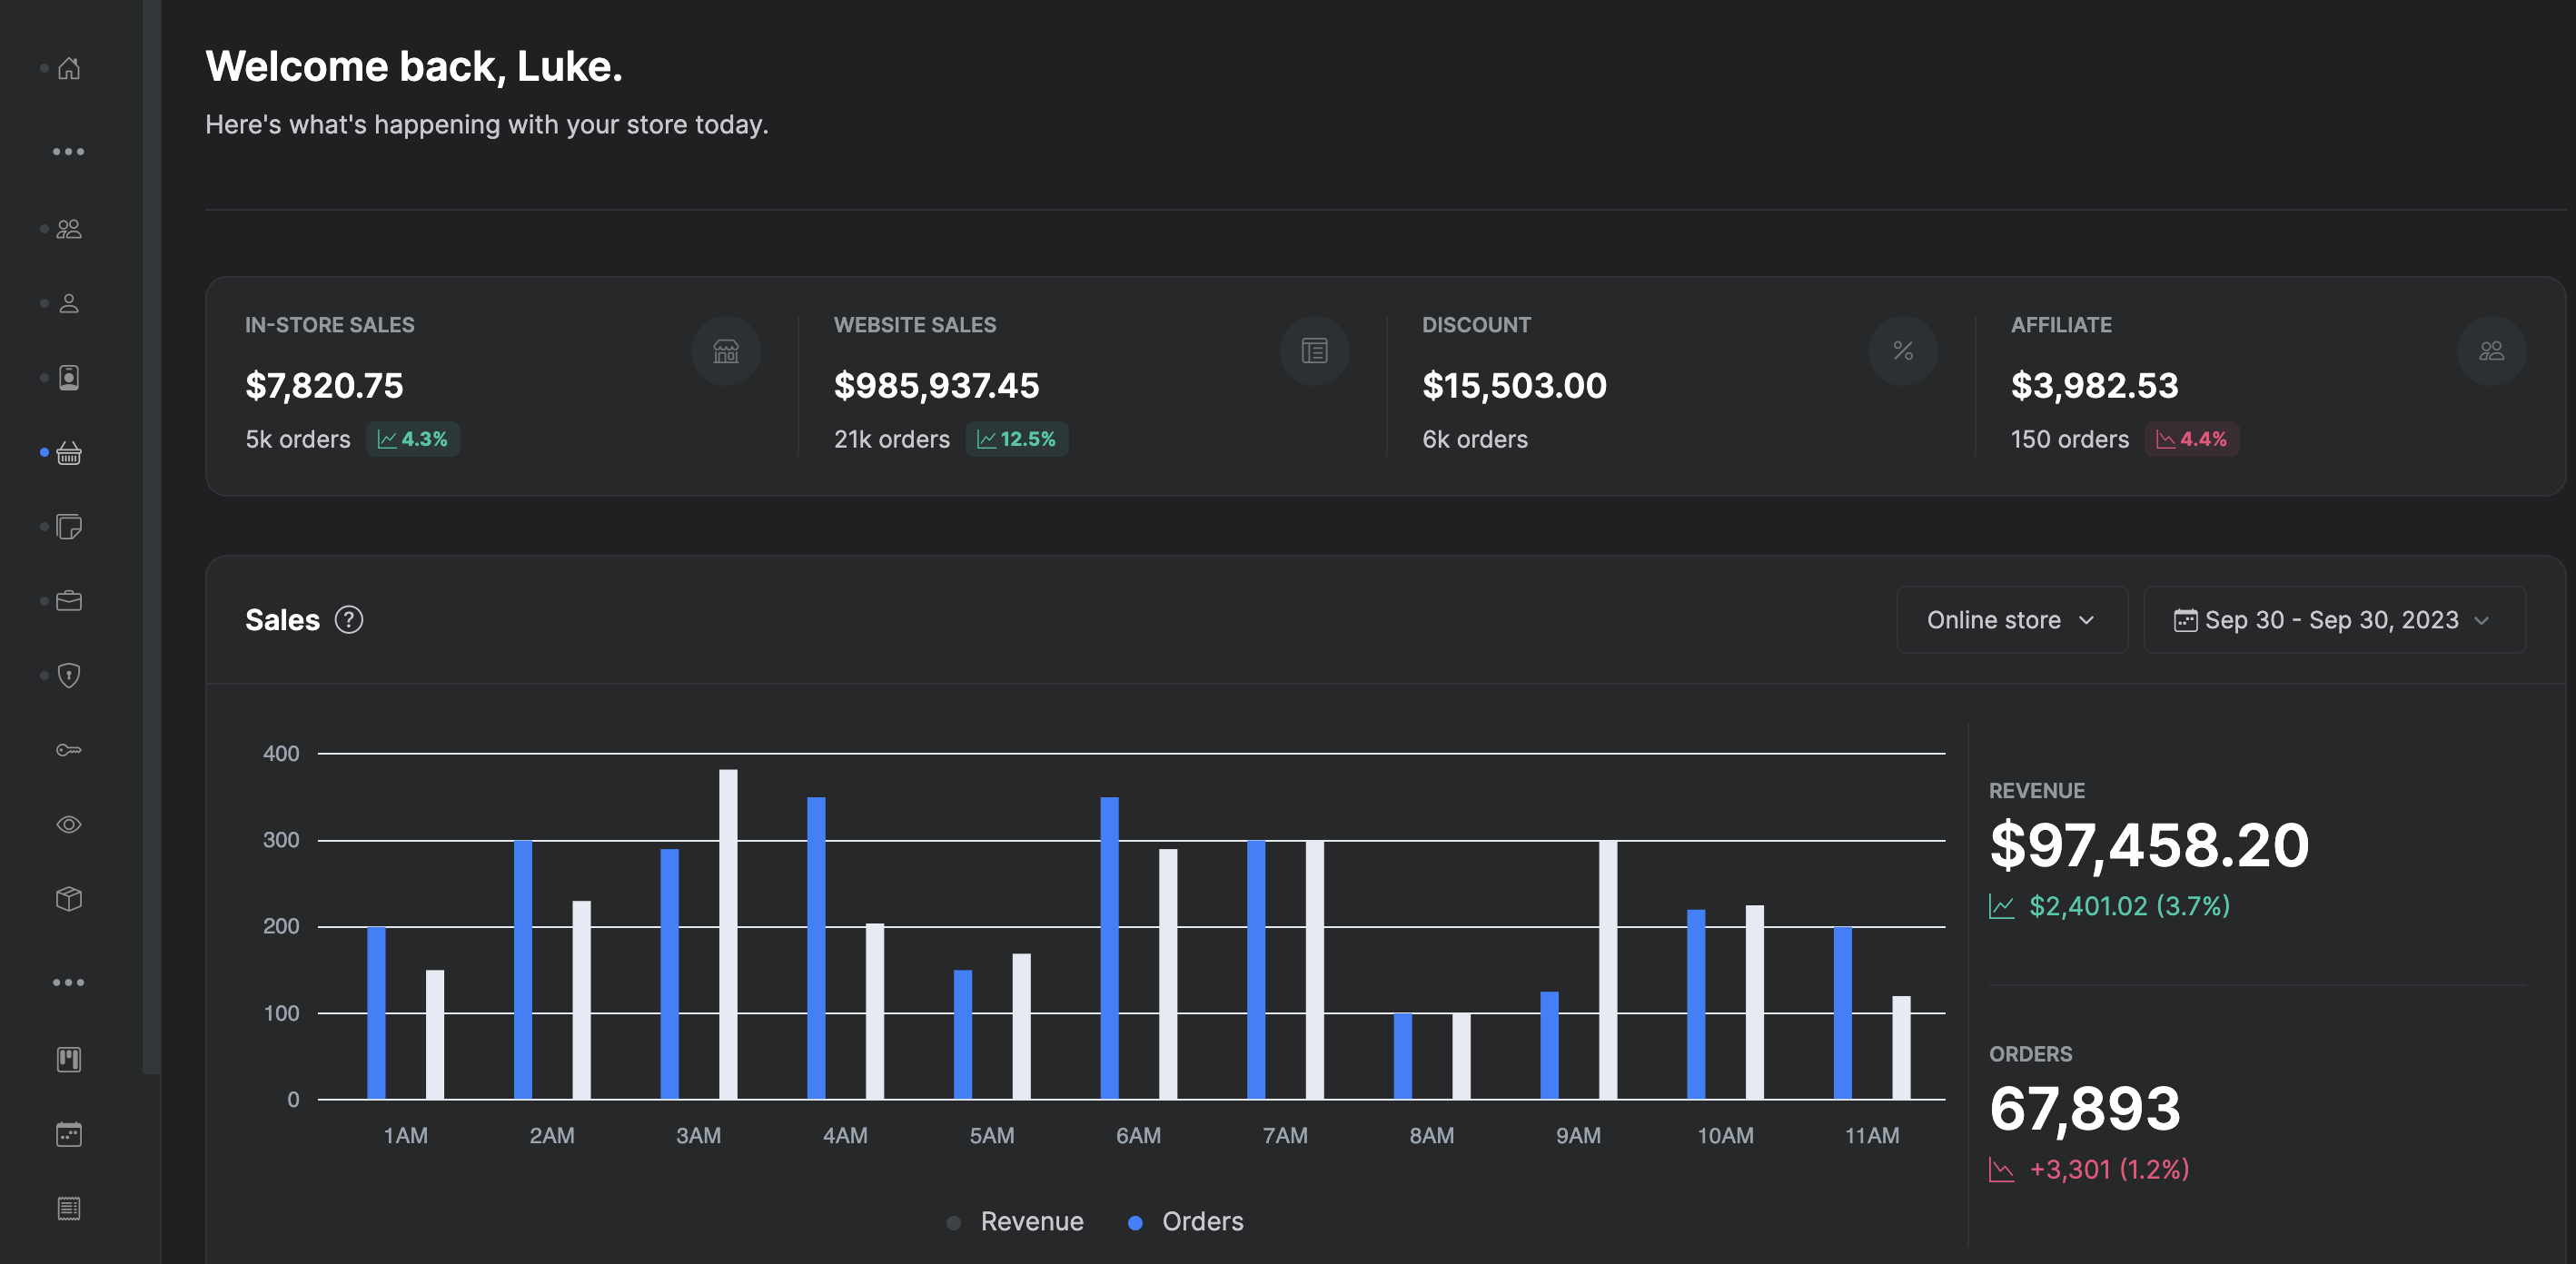 Welcome back, Luke.
Here's what's happening with your store today.
IN-STORE SALES
$7,820.75
5k orders 4.3%
WEBSITE SALES
$985,937.45
21k orders 12.5%
DISCOUNT
$15,503.00
6k orders
AFFILIATE
$3,982.53
150 orders 4.4%
Sales ?
Online store
Sep 30 - Sep 30, 2023
400
300
200
100
0
1AM 2AM 3AM 4AM 5AM 6AM 7AM 8AM 9AM 10AM 11AM
Revenue Orders
REVENUE
$97,458.20
$2,401.02 (3.7%)
ORDERS
67,893
+3,301 (1.2%)